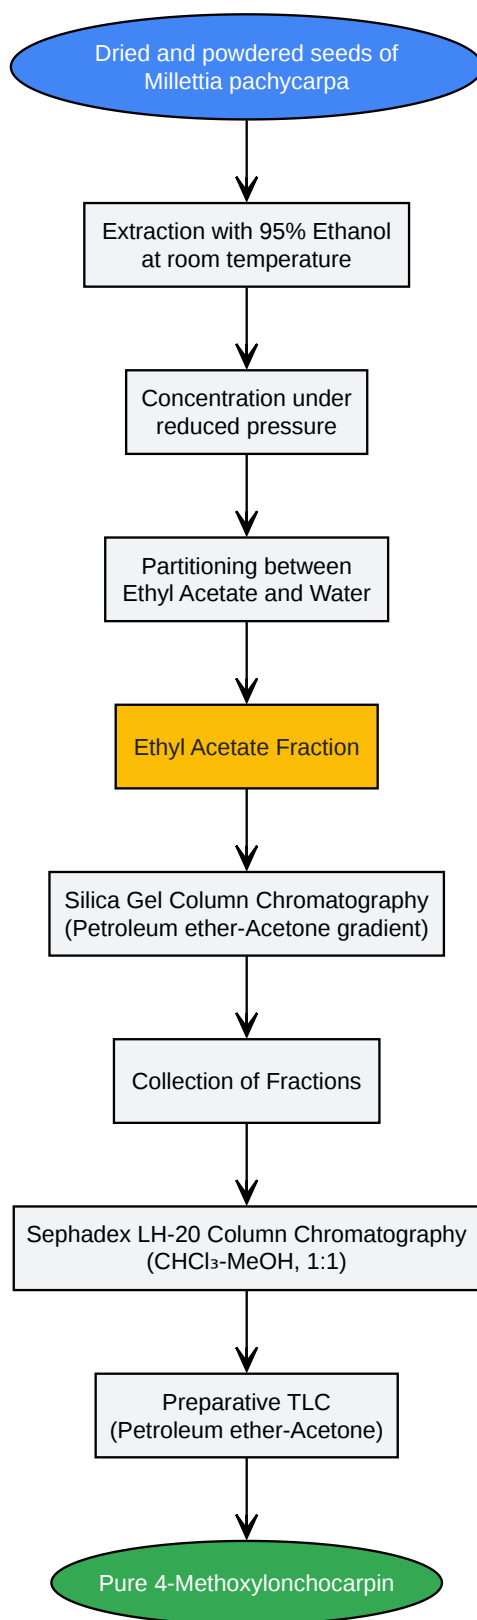 Dried and powdered seeds of
Millettia pachycarpa
Extraction with 95% Ethanol
at room temperature
Concentration under
reduced pressure
Partitioning between
Ethyl Acetate and Water
Ethyl Acetate Fraction
Silica Gel Column Chromatography
(Petroleum ether-Acetone gradient)
Collection of Fractions
Sephadex LH-20 Column Chromatography
(CHCl₃-MeOH, 1:1)
Preparative TLC
(Petroleum ether-Acetone)
Pure 4-Methoxylonchocarpin